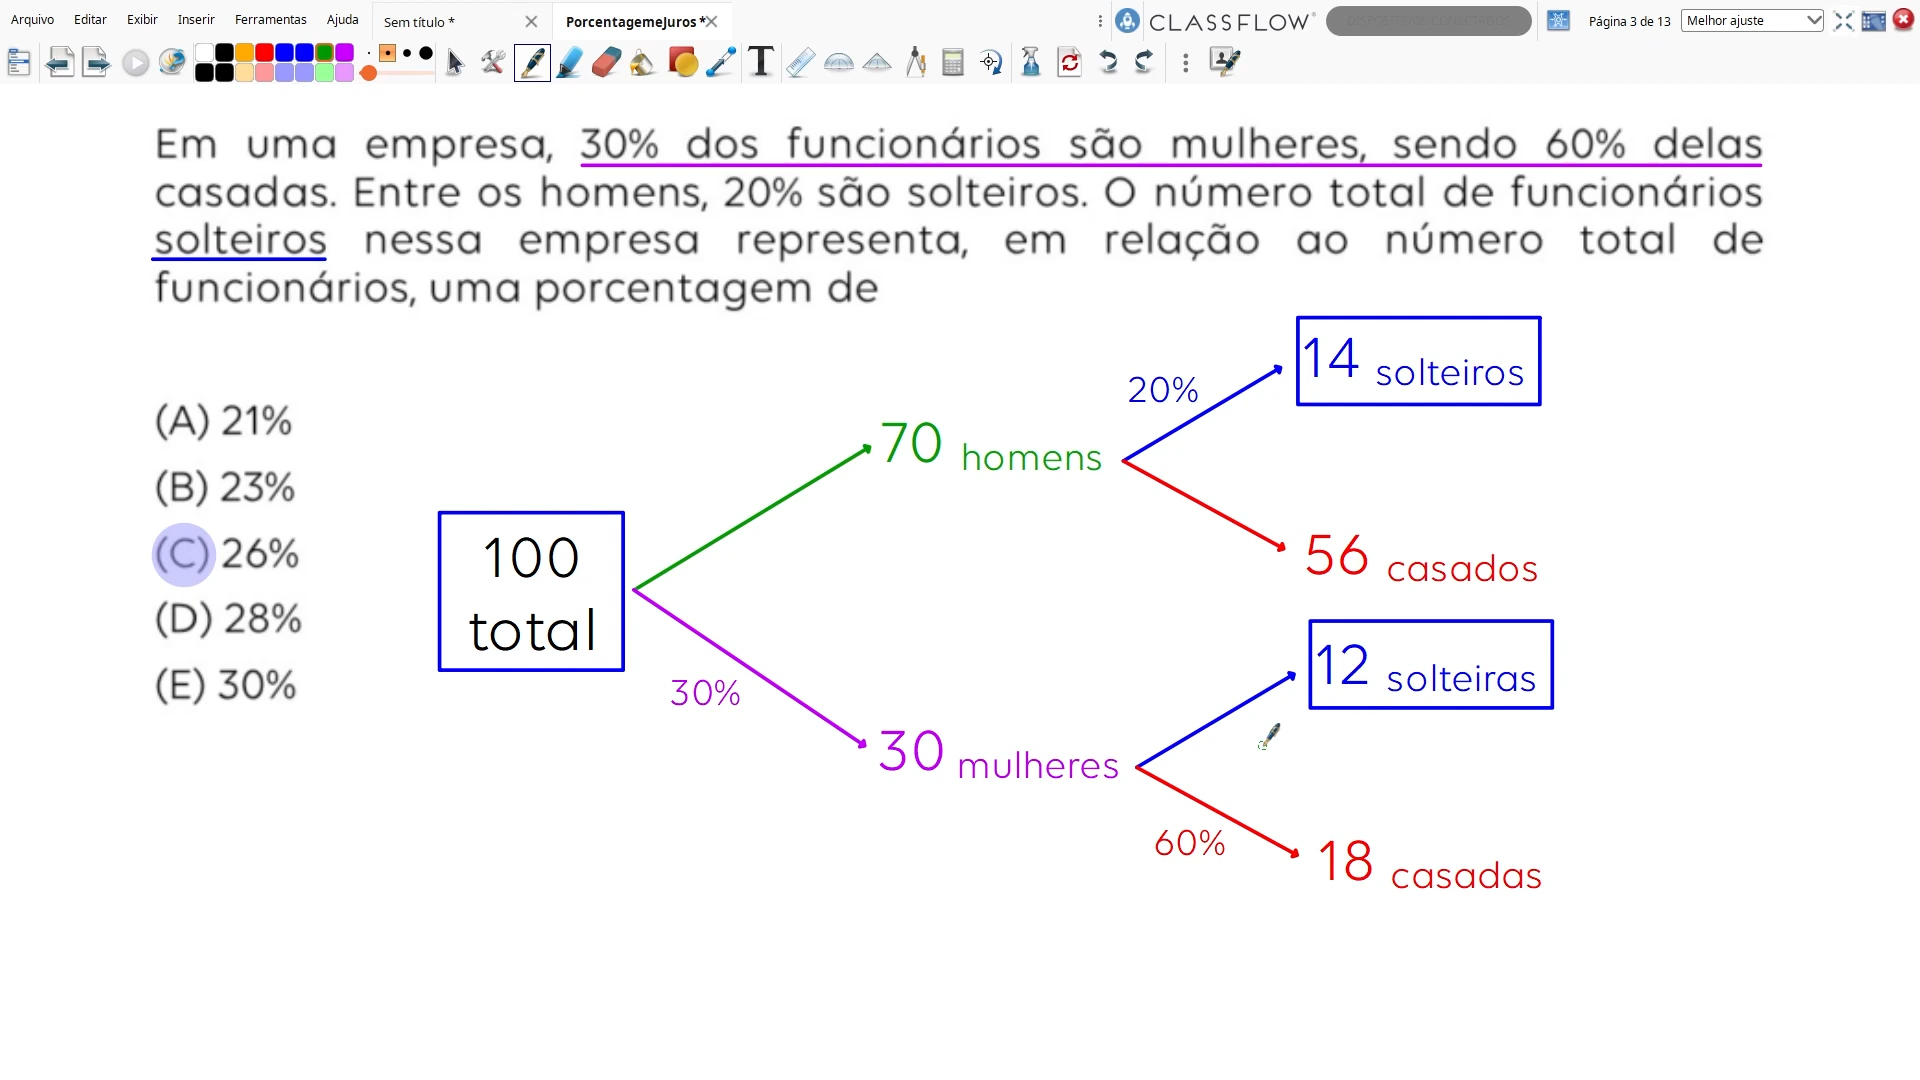 Arquivo Editar Exibir Inserir Ferramentas Ajuda Sem título * PorcentagemeJuros * CLASSFLOW Página 3 de 13 Melhor ajuste
Em uma empresa, 30% dos funcionários são mulheres, sendo 60% delas
casadas. Entre os homens, 20% são solteiros. O número total de funcionários
solteiros nessa empresa representa, em relação ao número total de
funcionários, uma porcentagem de
(A) 21%
(B) 23%
(C) 26%
(D) 28%
(E) 30%
100
total
70 homens
30%
30 mulheres
20%
14 solteiros
56 casados
12 solteiras
60%
18 casadas